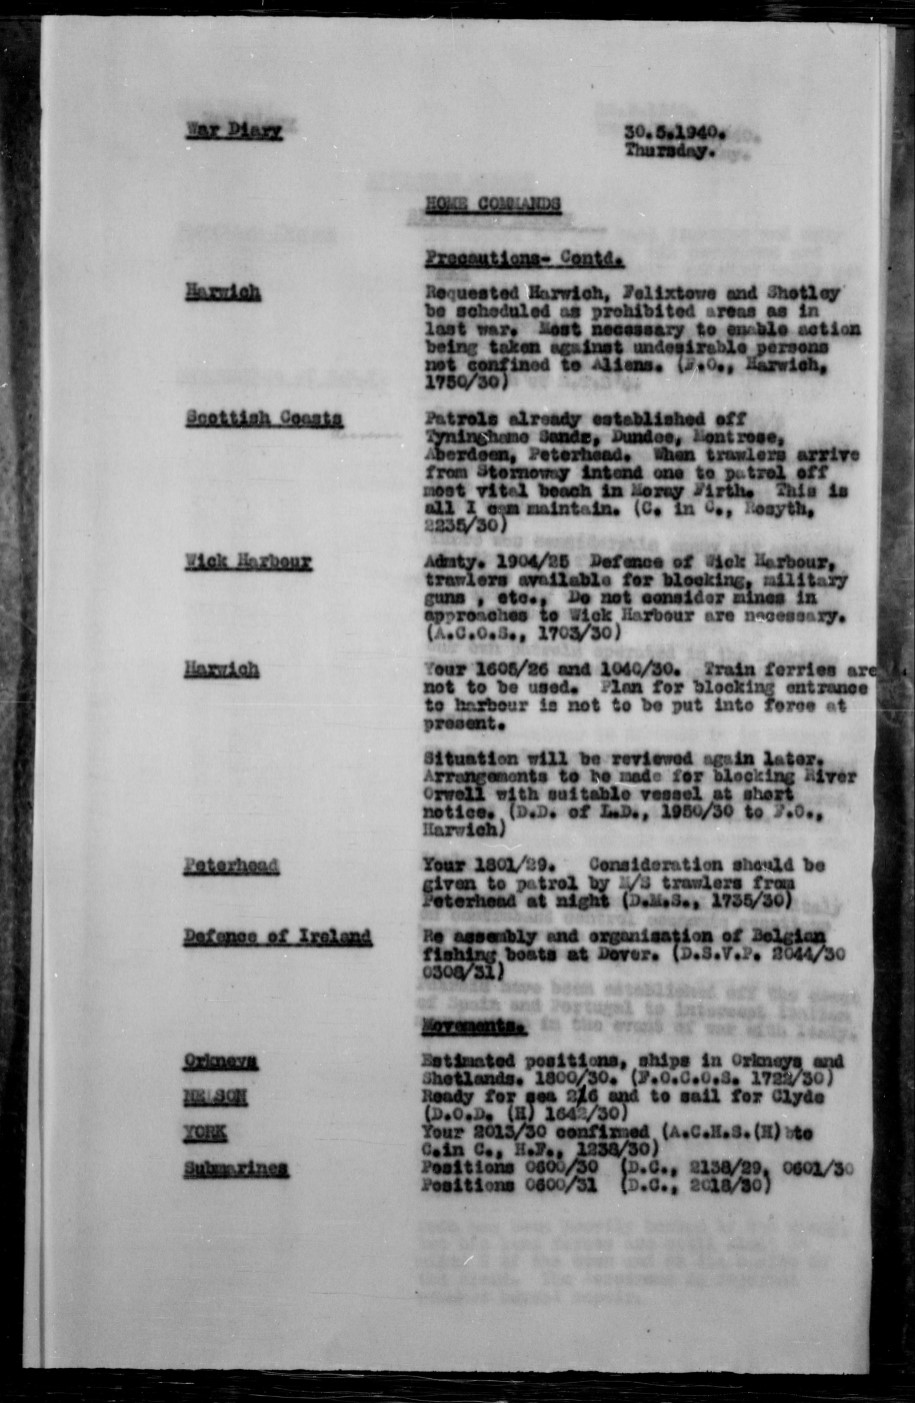 War Diary
30.5.1940.
Thursday.
HOME COMMANDS
Precautions- Contd.
Harwich
Requested Harwich, Felixtowe and Shotley
be scheduled as prohibited areas as in
last war. Most necessary to enable action
being taken against undesirable persons
not confined to Aliens. (F.O., Harwich,
1750/30)
Scottish Coasts
Patrols already established off
Tyninghame Sands, Dundee, Montrose,
Aberdeen, Peterhead. When trawlers arrive
from Stornoway intend one to patrol off
most vital beach in Moray Firth. This is
all I can maintain. (C. in C., Rosyth,
2235/30)
Wick Harbour
Admty. 1904/25 Defence of Wick Harbour,
trawlers available for blocking, military
guns , etc., Do not consider mines in
approaches to Wick Harbour are necessary.
(A.C.O.S., 1703/30)
Harwich
Your 1605/26 and 1040/30. Train ferries are
not to be used. Plan for blocking entrance
to harbour is not to be put into force at
present.
Situation will be reviewed again later.
Arrangements to be made for blocking River
Orwell with suitable vessel at short
notice. (D.D. of L.D., 1950/30 to F.O.,
Harwich)
Peterhead
Your 1801/29. Consideration should be
given to patrol by M/S trawlers from
Peterhead at night (D.M.S., 1735/30)
Defence of Ireland
Re assembly and organisation of Belgian
fishing boats at Dover. (D.S.V.P. 2044/30
0308/31)
Movements.
Orkneys
Estimated positions, ships in Orkneys and
Shetlands. 1800/30. (F.O.C.O.S. 1722/30)
NELSON
Ready for sea 2/6 and to sail for Clyde
(D.O.D. (H) 1642/30)
YORK
Your 2013/30 confirmed (A.C.H.S.(H) to
C.in C., H.F., 1238/30)
Submarines
Positions 0600/30 (D.C., 2138/29, 0601/30
Positions 0600/31 (D.C., 2018/30)